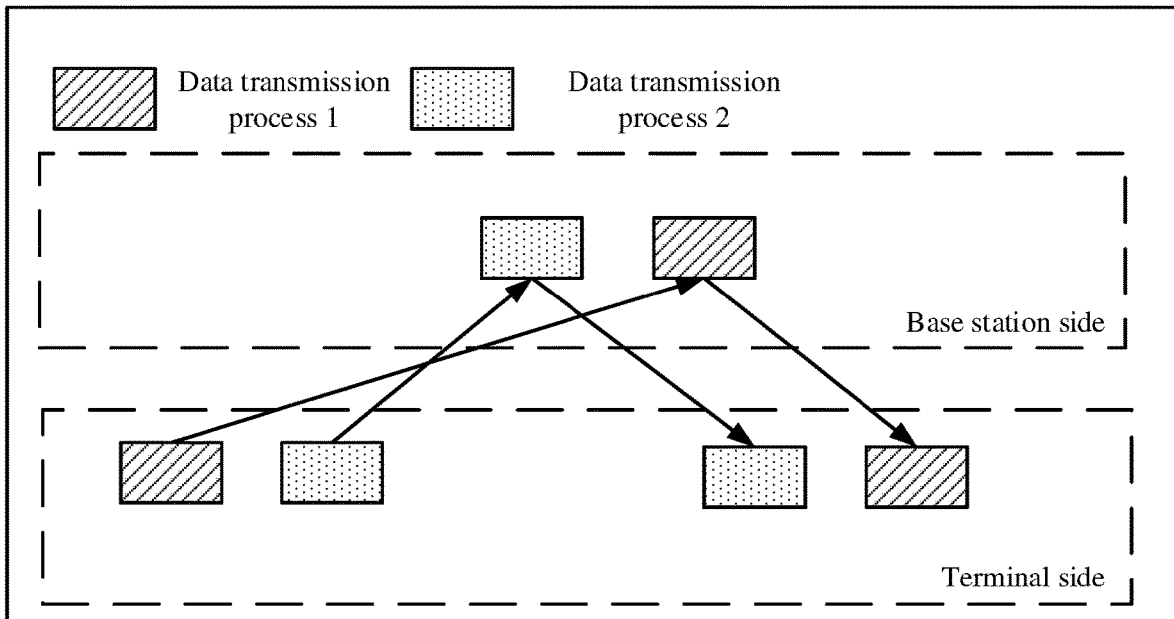 Data transmission
process 1
Data transmission
process 2
Base station side
Terminal side